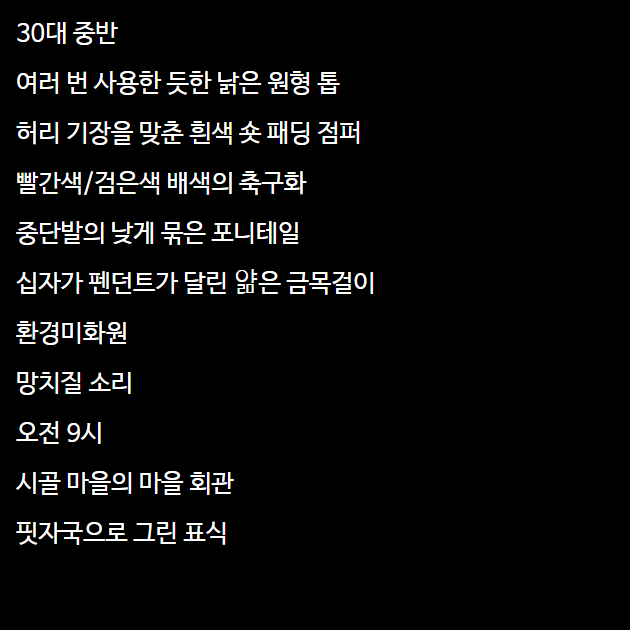 30대 중반
여러 번 사용한 듯한 낡은 원형 톱
허리 기장을 맞춘 흰색 숏 패딩 점퍼
빨간색/검은색 배색의 축구화
중단발의 낮게 묶은 포니테일
십자가 펜던트가 달린 얆은 금목걸이
환경미화원
망치질 소리
오전 9시
시골 마을의 마을 회관
핏자국으로 그린 표식